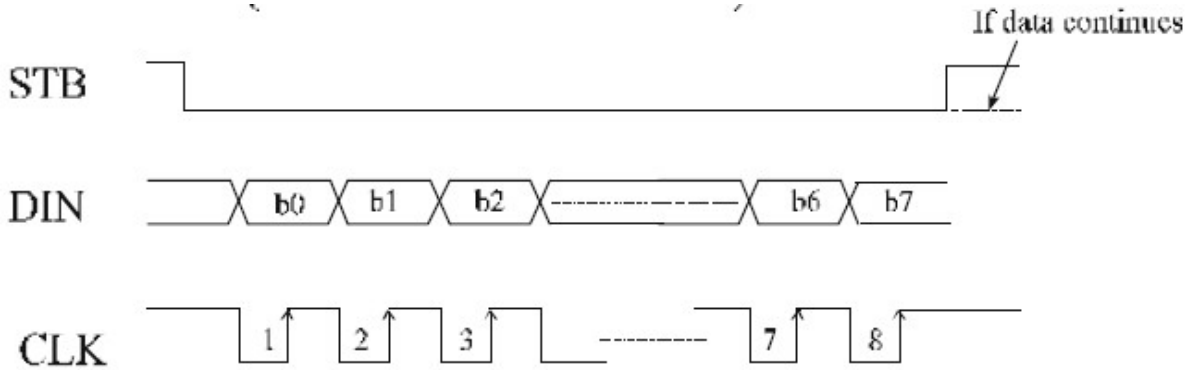 If data continues
STB
DIN b0 b1 b2 b6 b7
CLK 1 2 3 7 8